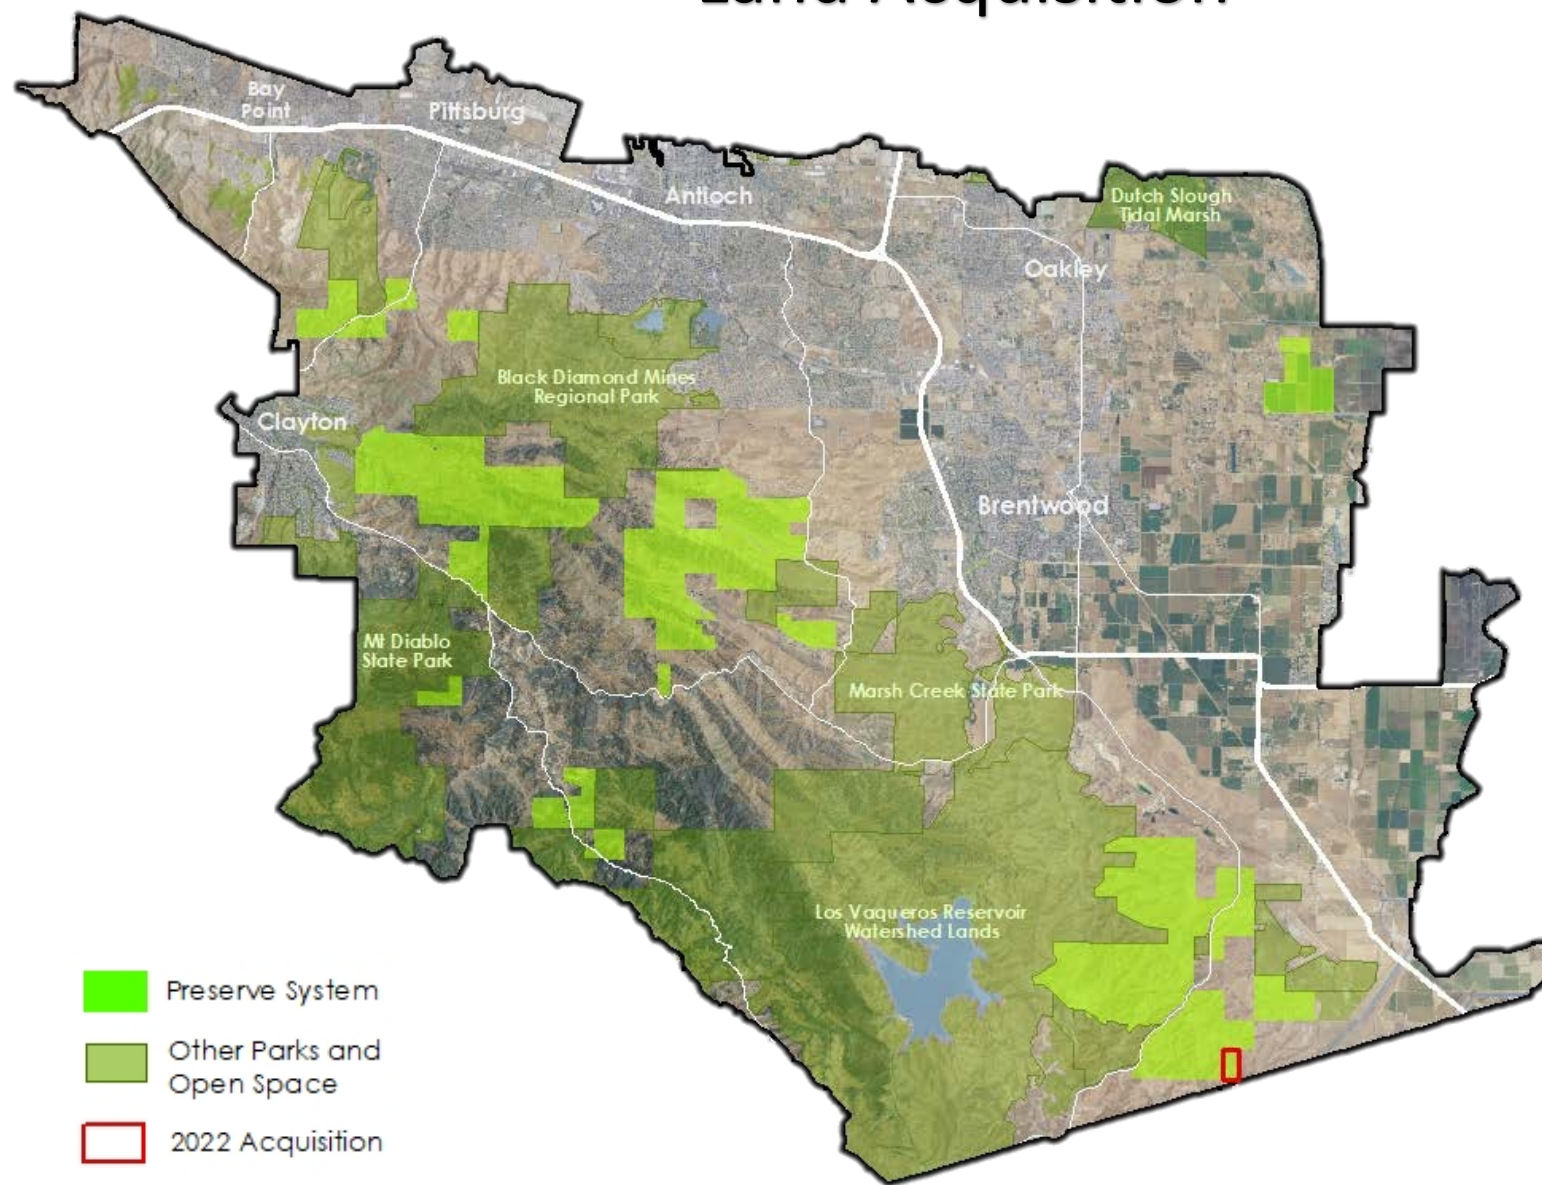 Land Acquisition
Bay
Point
Pittsburg
Antioch
Dutch Slough
Tidal Marsh
Oakley
Black Diamond Mines
Regional Park
Clayton
Brentwood
Mt Diablo
State Park
Marsh Creek State Park
Los Vaqueros Reservoir
Watershed Lands
Preserve System
Other Parks and
Open Space
2022 Acquisition